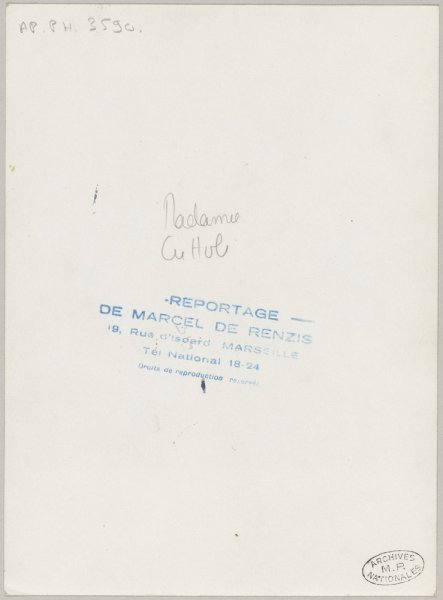 AP.PH. 3590.
Madame
Cuttoli
-REPORTAGE—
DE MARCEL DE RENZIS
19, Rue d'Isoard MARSEILLE
Tél National 18-24
Droits de reproduction réservés
ARCHIVES
M.P.
NATIONALES